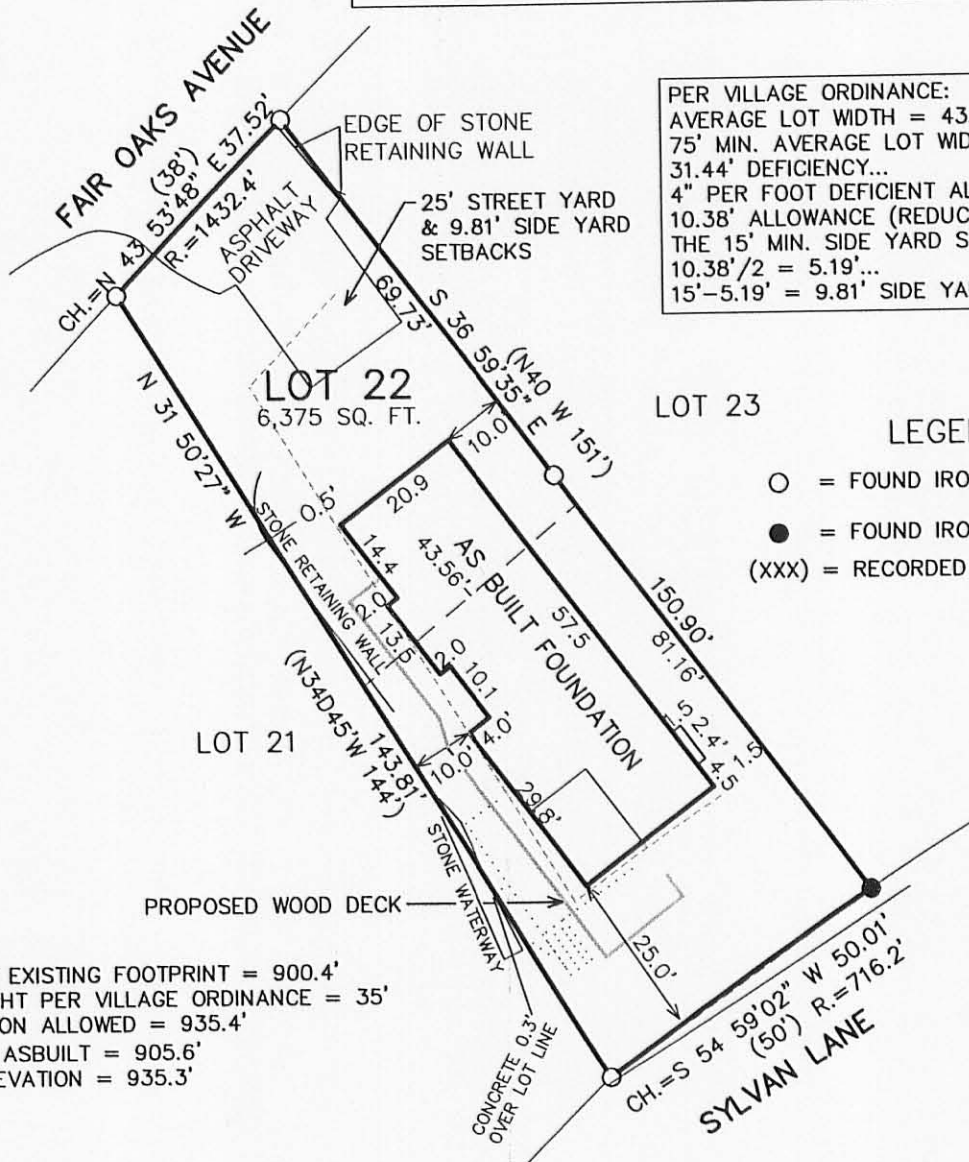 FAIR OAKS AVENUE
CH.=N 43 53'48" E 37.52'
(38')
R.=1432.4'
ASPHALT
DRIVEWAY
EDGE OF STONE
RETAINING WALL
25' STREET YARD
& 9.81' SIDE YARD
SETBACKS
PER VILLAGE ORDINANCE:
AVERAGE LOT WIDTH = 43
75' MIN. AVERAGE LOT WID
31.44' DEFICIENCY...
4" PER FOOT DEFICIENT AL
10.38' ALLOWANCE (REDUC
THE 15' MIN. SIDE YARD S
10.38'/2 = 5.19'...
15'-5.19' = 9.81' SIDE YA
69.73'
S 36 59'35" E
(N40 W 151')
LOT 22
6,375 SQ. FT.
LOT 23
LEGE
= FOUND IRO
= FOUND IRO
(XXX) = RECORDED
N 31 50'27" W
0.5'
STONE RETAINING WALL
10.0'
20.9
14.4
2.0
13.5
2.0
10.1
4.0'
43.56'
AS BUILT FOUNDATION
57.5
150.90'
81.16'
.5
2.4'
4.5
1.5
LOT 21
(N34D45'W 144')
143.81'
10.0'
29.8'
STONE WATERWAY
PROPOSED WOOD DECK
25.0'
EXISTING FOOTPRINT = 900.4'
HT PER VILLAGE ORDINANCE = 35'
ON ALLOWED = 935.4'
ASBUILT = 905.6'
EVATION = 935.3'
CONCRETE 0.3'
OVER LOT LINE
CH.=S 54 59'02" W 50.01'
(50') R.=716.2'
SYLVAN LANE